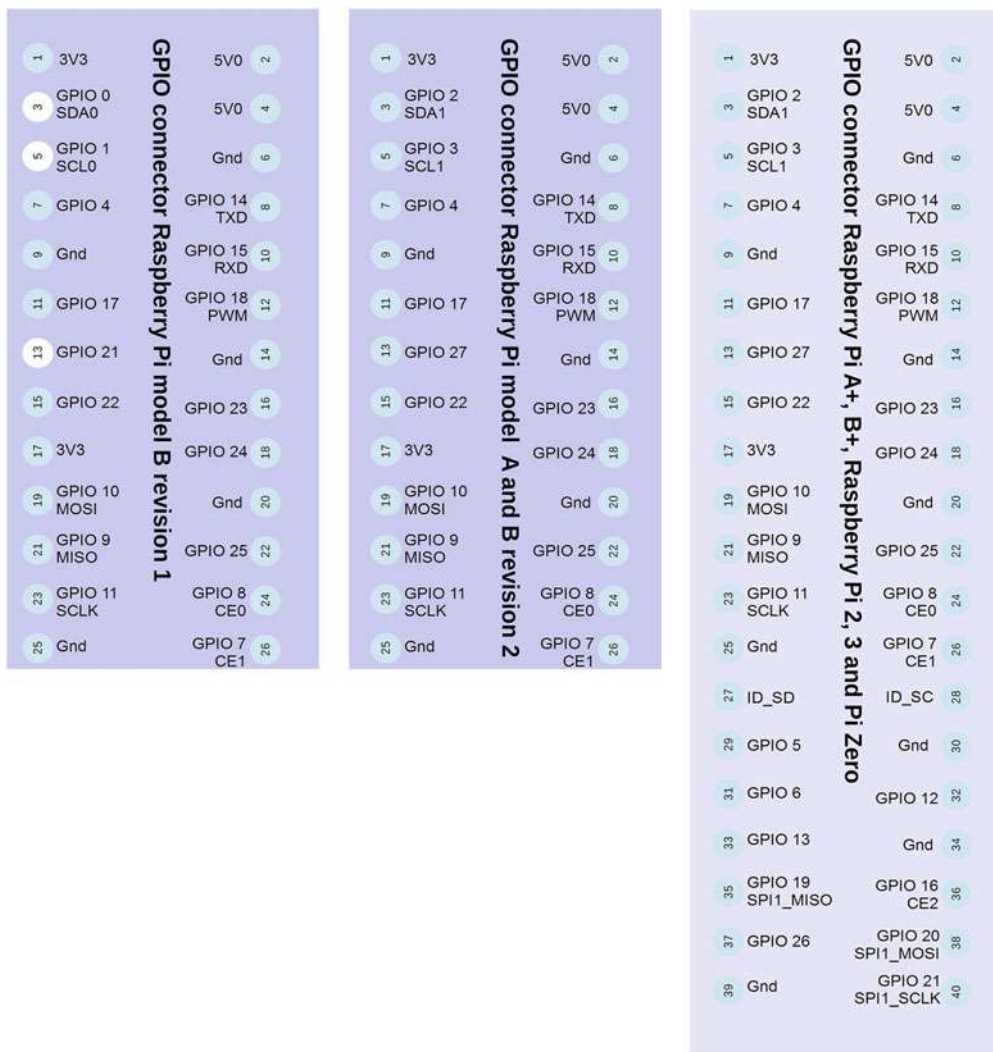 GPIO connector Raspberry Pi model B revision 1
1 3V3
5V0 2
3 GPIO 0
SDA0
5V0 4
5 GPIO 1
SCL0
Gnd 6
7 GPIO 4
GPIO 14 8
TXD
9 Gnd
GPIO 15 10
RXD
11 GPIO 17
GPIO 18 12
PWM
13 GPIO 21
Gnd 14
15 GPIO 22
GPIO 23 16
17 3V3
GPIO 24 18
19 GPIO 10
MOSI
Gnd 20
21 GPIO 9
MISO
GPIO 25 22
23 GPIO 11
SCLK
GPIO 8 24
CE0
25 Gnd
GPIO 7 26
CE1
GPIO connector Raspberry Pi model A and B revision 2
1 3V3
5V0 2
3 GPIO 2
SDA1
5V0 4
5 GPIO 3
SCL1
Gnd 6
7 GPIO 4
GPIO 14 8
TXD
9 Gnd
GPIO 15 10
RXD
11 GPIO 17
GPIO 18 12
PWM
13 GPIO 27
Gnd 14
15 GPIO 22
GPIO 23 16
17 3V3
GPIO 24 18
19 GPIO 10
MOSI
Gnd 20
21 GPIO 9
MISO
GPIO 25 22
23 GPIO 11
SCLK
GPIO 8 24
CE0
25 Gnd
GPIO 7 26
CE1
GPIO connector Raspberry Pi A+, B+, Raspberry Pi 2, 3 and Pi Zero
1 3V3
5V0 2
3 GPIO 2
SDA1
5V0 4
5 GPIO 3
SCL1
Gnd 6
7 GPIO 4
GPIO 14 8
TXD
9 Gnd
GPIO 15 10
RXD
11 GPIO 17
GPIO 18 12
PWM
13 GPIO 27
Gnd 14
15 GPIO 22
GPIO 23 16
17 3V3
GPIO 24 18
19 GPIO 10
MOSI
Gnd 20
21 GPIO 9
MISO
GPIO 25 22
23 GPIO 11
SCLK
GPIO 8 24
CE0
25 Gnd
GPIO 7 26
CE1
27 ID_SD
ID_SC 28
29 GPIO 5
Gnd 30
31 GPIO 6
GPIO 12 32
33 GPIO 13
Gnd 34
35 GPIO 19
SPI1_MISO
GPIO 16 36
CE2
37 GPIO 26
GPIO 20 38
SPI1_MOSI
39 Gnd
GPIO 21 40
SPI1_SCLK